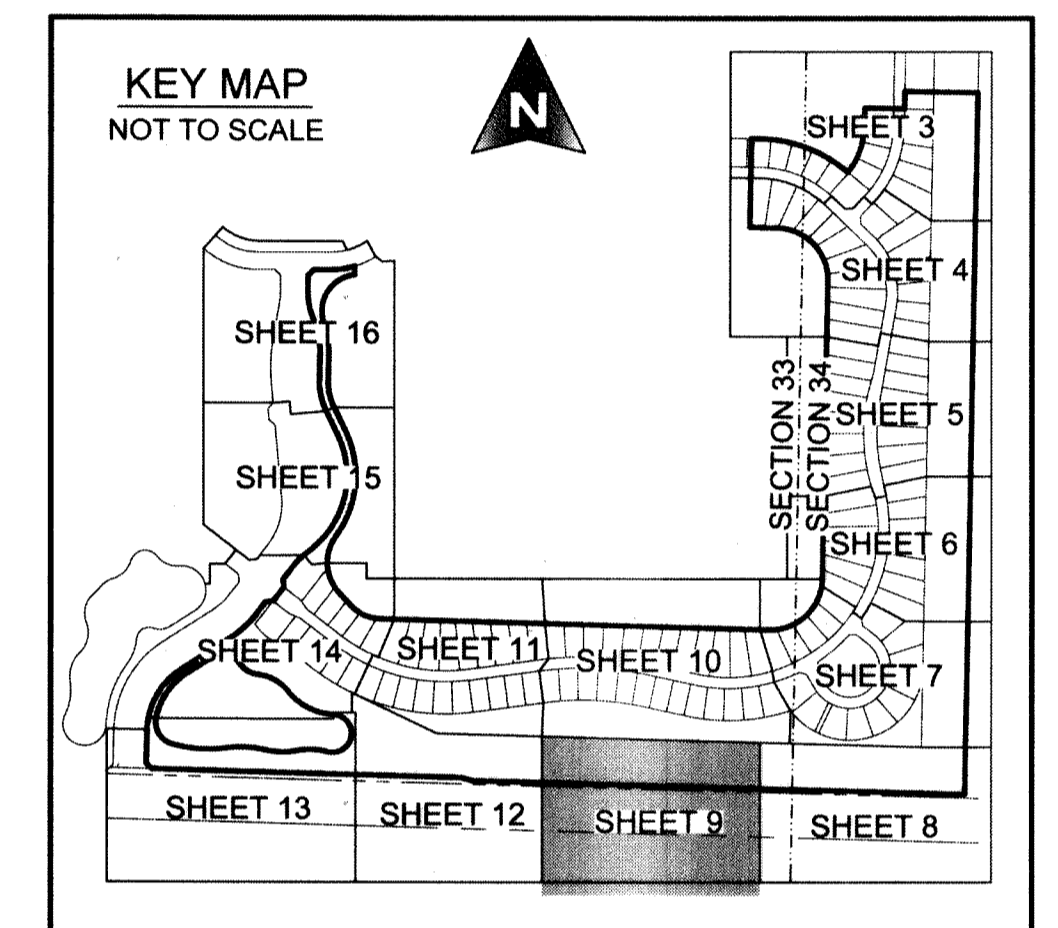 KEY MAP
NOT TO SCALE
N
SHEET 3
SHEET 4
SHEET 16
SHEET 5
SECTION 33
SECTION 34
SHEET 15
SHEET 6
SHEET 14
SHEET 11
SHEET 10
SHEET 7
SHEET 13
SHEET 12
SHEET 9
SHEET 8